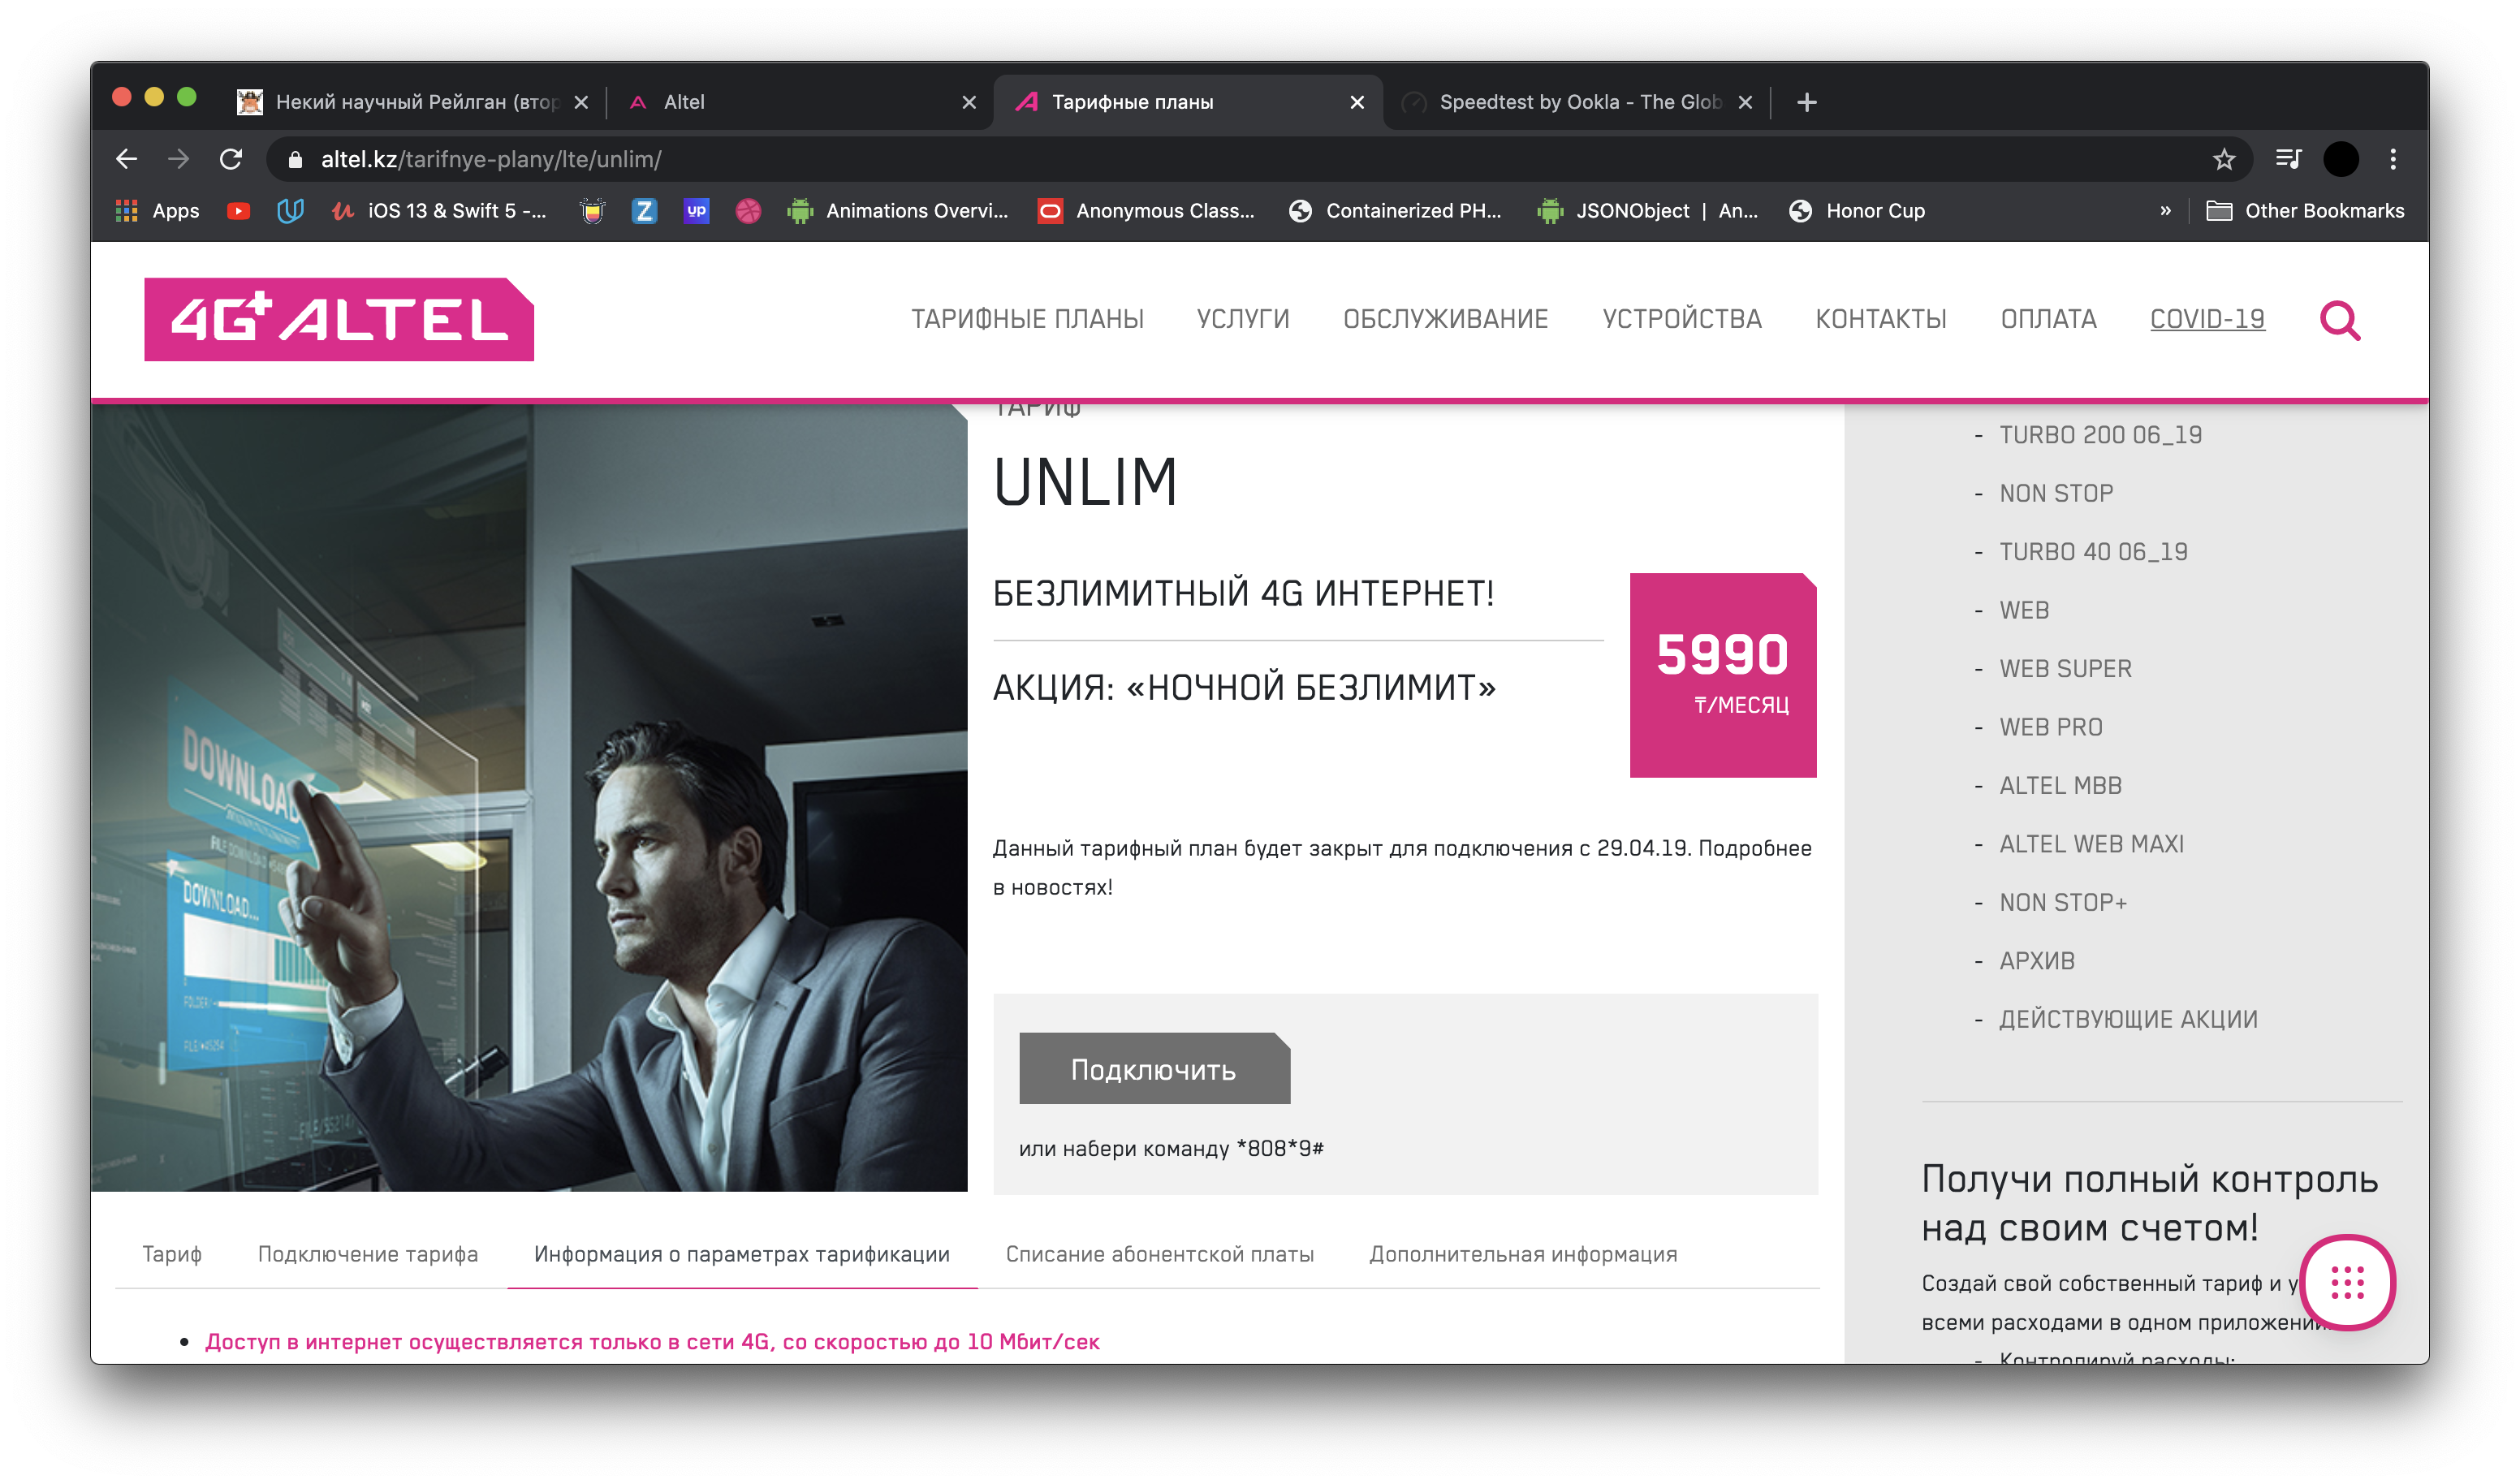 Некий научный Рейлган (втор
Altel
Тарифные планы
Speedtest by Ookla - The Glob
altel.kz/tarifnye-plany/lte/unlim/
Apps
iOS 13 & Swift 5 -...
Z
up
Animations Overvi...
Anonymous Class...
Containerized PH...
JSONObject | An...
Honor Cup
»
Other Bookmarks
4G+ ALTEL
ТАРИФНЫЕ ПЛАНЫ
УСЛУГИ
ОБСЛУЖИВАНИЕ
УСТРОЙСТВА
КОНТАКТЫ
ОПЛАТА
COVID-19
ТАРИФ
UNLIM
БЕЗЛИМИТНЫЙ 4G ИНТЕРНЕТ!
АКЦИЯ: «НОЧНОЙ БЕЗЛИМИТ»
5990
₸/МЕСЯЦ
Данный тарифный план будет закрыт для подключения с 29.04.19. Подробнее
в новостях!
Подключить
или набери команду *808*9#
DOWNLOAD
DOWNLOAD...
Тариф
Подключение тарифа
Информация о параметрах тарификации
Списание абонентской платы
Дополнительная информация
• Доступ в интернет осуществляется только в сети 4G, со скоростью до 10 Мбит/сек
- TURBO 200 06_19
- NON STOP
- TURBO 40 06_19
- WEB
- WEB SUPER
- WEB PRO
- ALTEL MBB
- ALTEL WEB MAXI
- NON STOP+
- АРХИВ
- ДЕЙСТВУЮЩИЕ АКЦИИ
Получи полный контроль
над своим счетом!
Создай свой собственный тариф и у
всеми расходами в одном приложении
- Контролируй расходы: